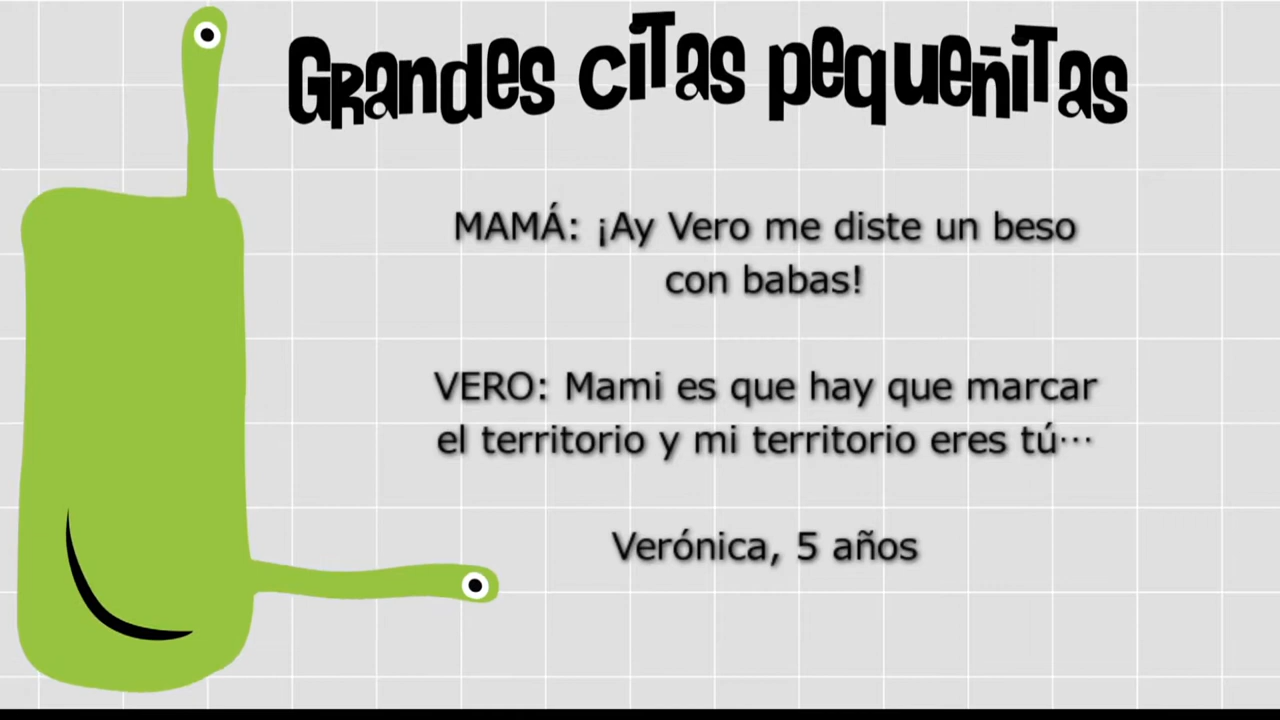 Grandes citas pequeñitas
MAMÁ: ¡Ay Vero me diste un beso
con babas!
VERO: Mami es que hay que marcar
el territorio y mi territorio eres tú…
Verónica, 5 años